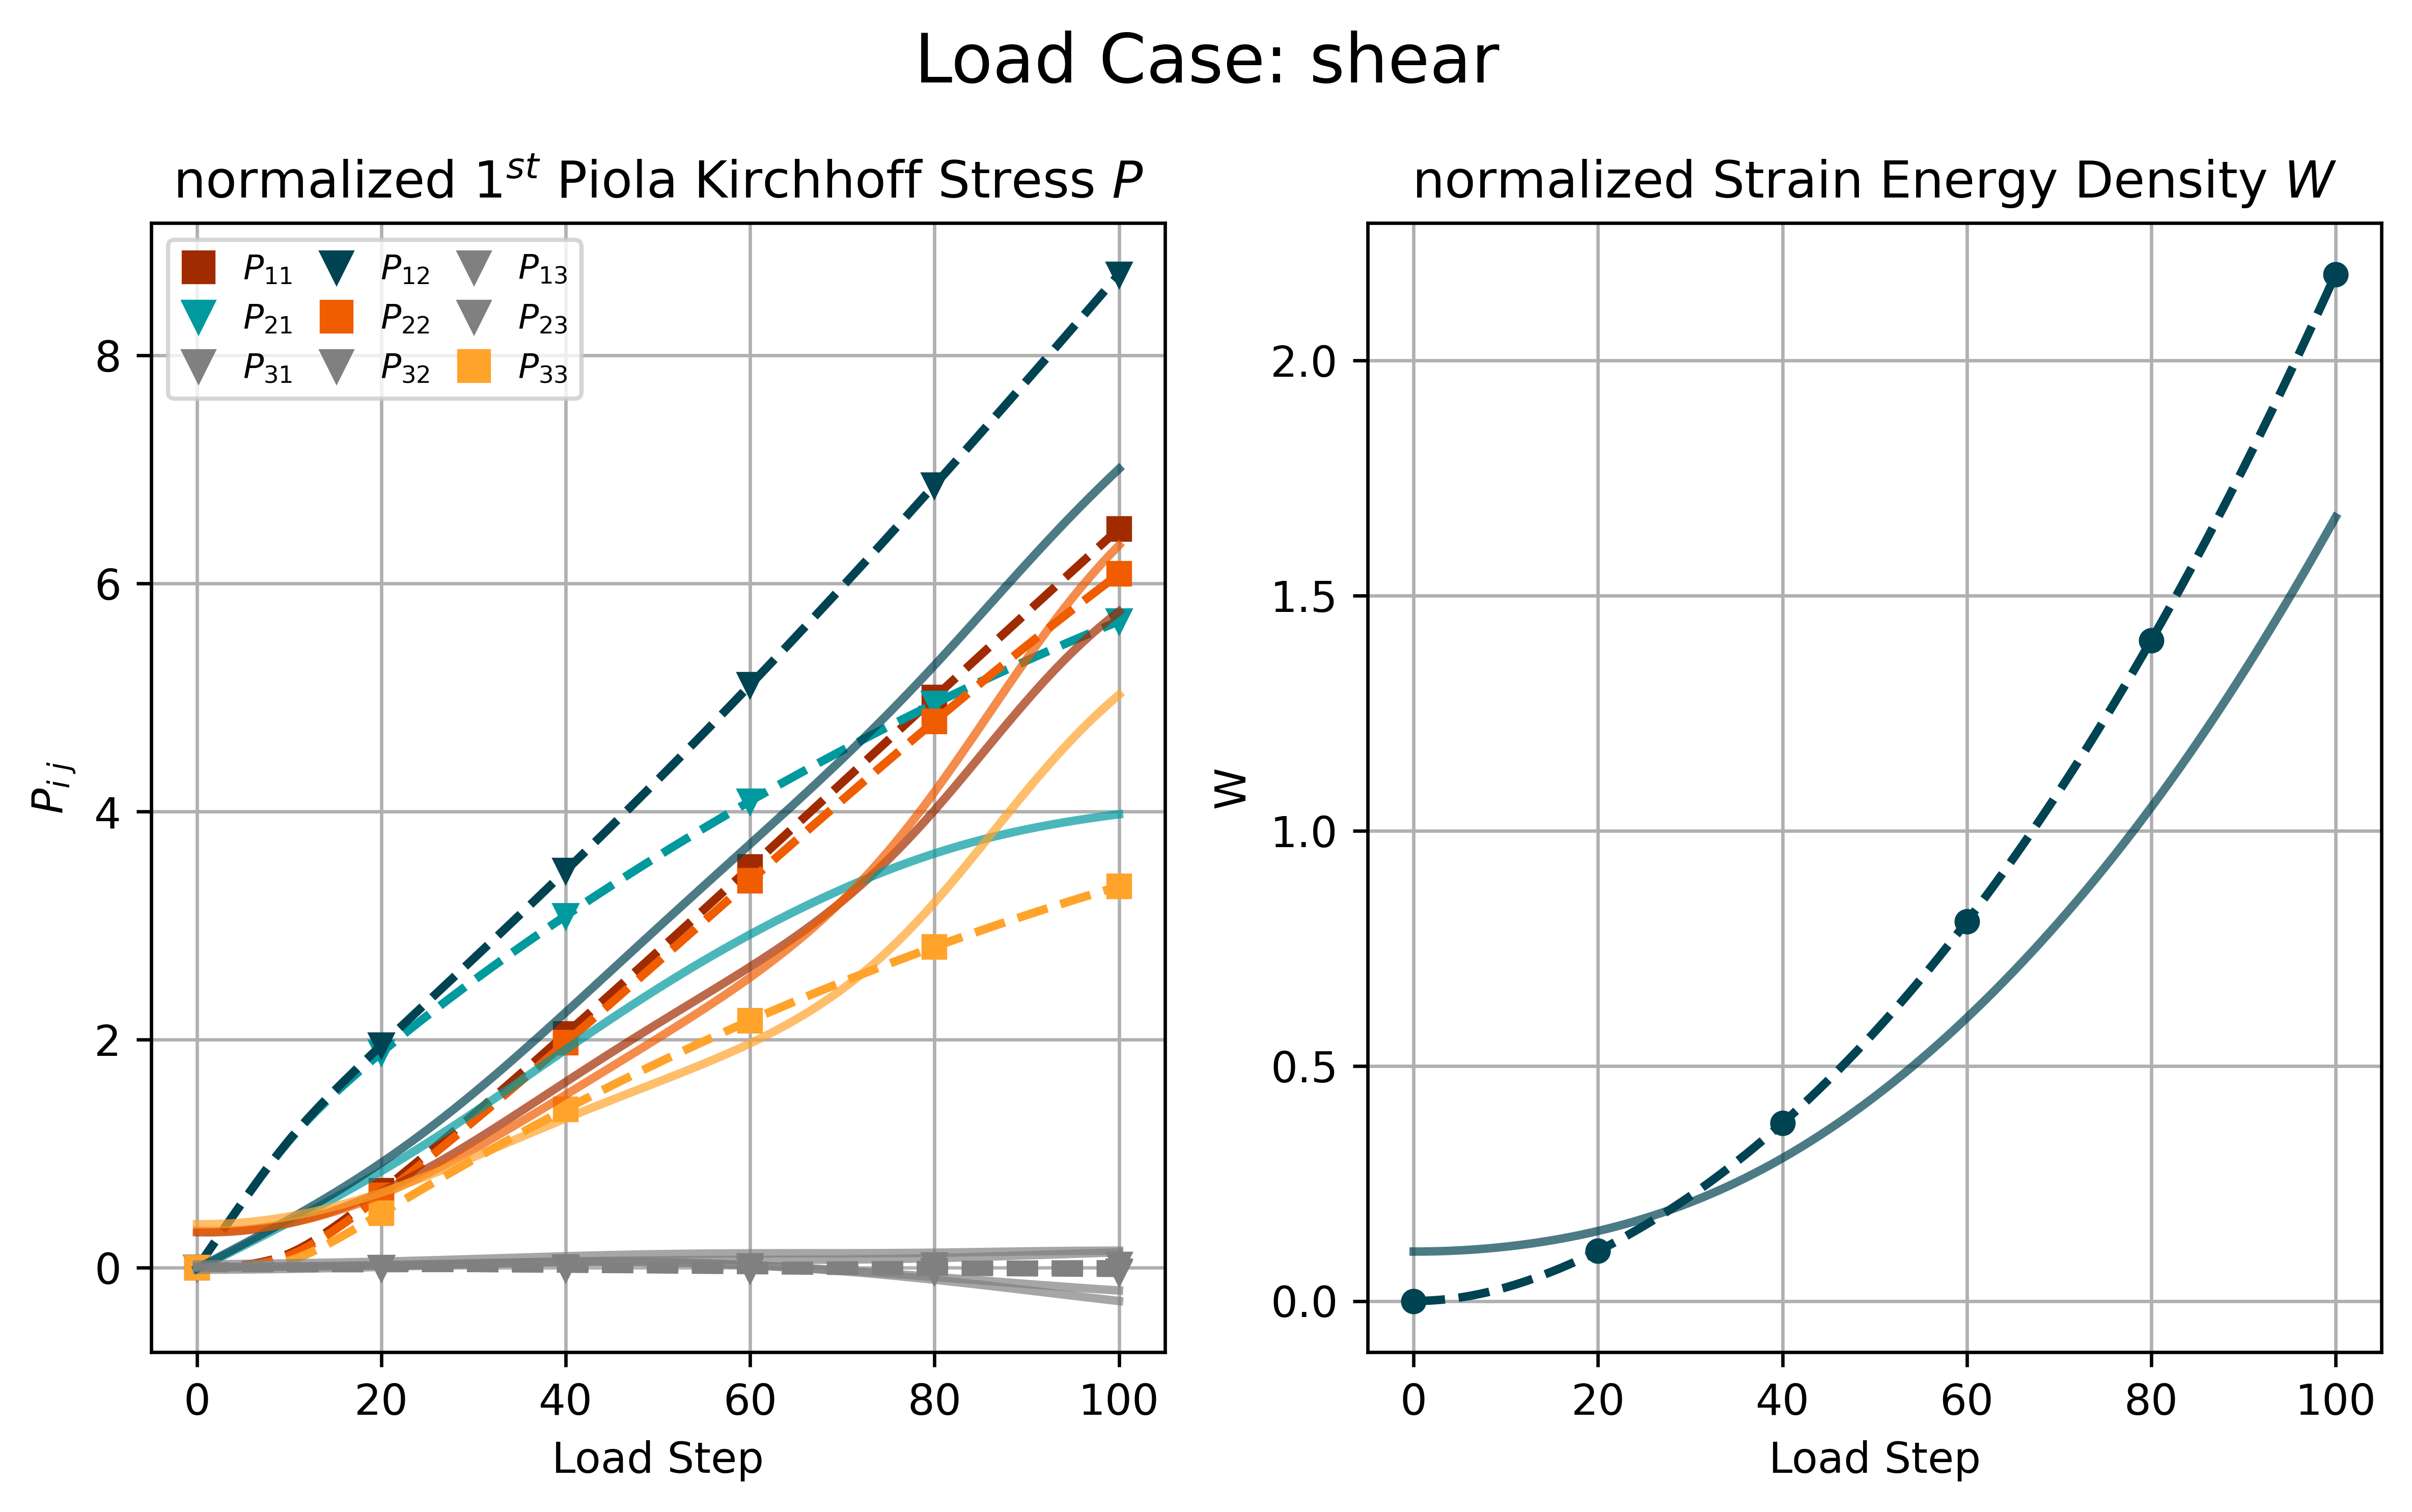 Load Case: shear
normalized 1st Piola Kirchhoff Stress P
P11 P12 P13
P21 P22 P23
P31 P32 P33
8
6
4
2
0
Pi j
0 20 40 60 80 100
Load Step
normalized Strain Energy Density W
2.0
1.5
1.0
0.5
0.0
W
0 20 40 60 80 100
Load Step